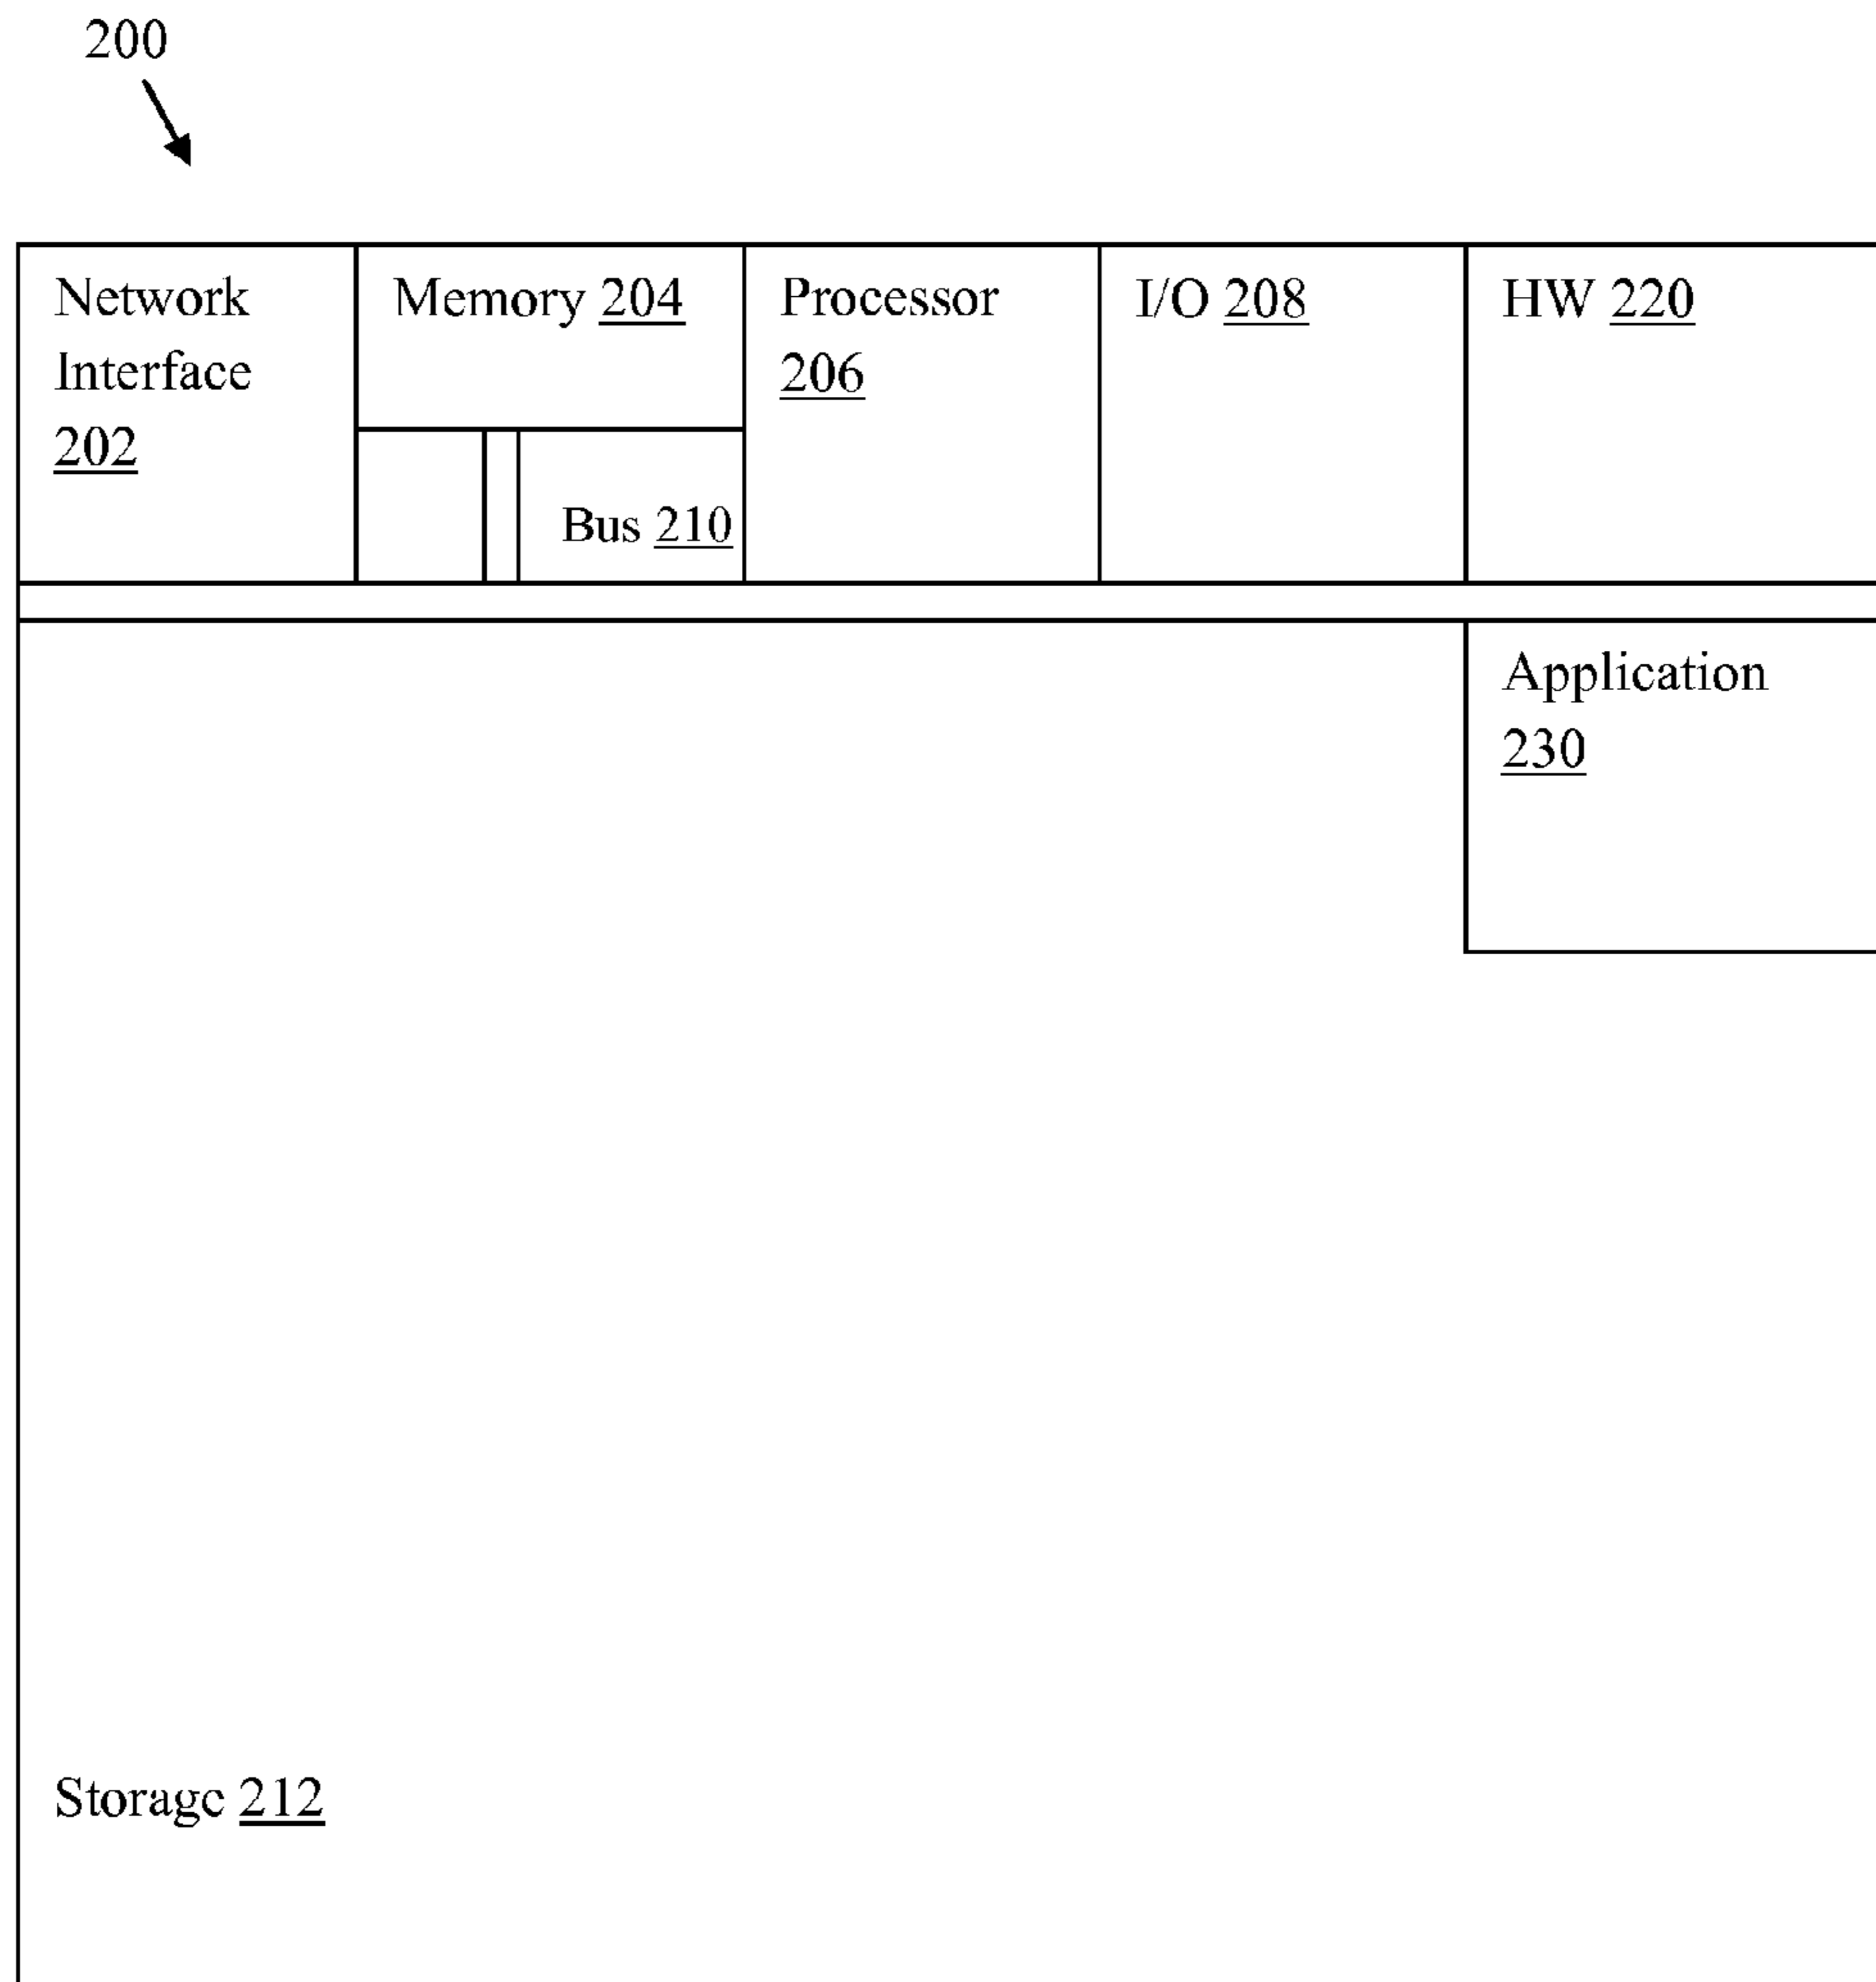 200
Network
Interface
202
Memory 204
Processor
206
I/O 208
HW 220
Bus 210
Application
230
Storage 212